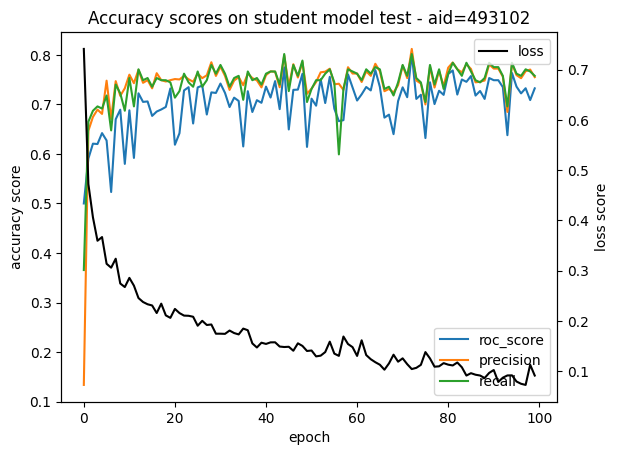 Accuracy scores on student model test - aid=493102
loss
0.8
0.7
0.6
0.5
0.4
0.3
0.2
0.1
accuracy score
0.7
0.6
0.5
0.4
0.3
0.2
0.1
loss score
roc_score
precision
recall
0
20
40
60
80
100
epoch